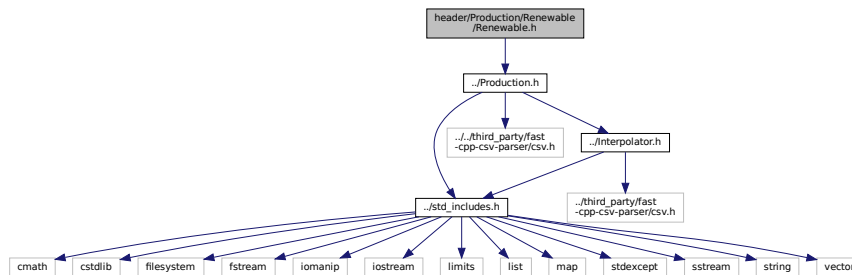 header/Production/Renewable
/Renewable.h
../Production.h
../../third_party/fast
-cpp-csv-parser/csv.h
../Interpolator.h
../third_party/fast
-cpp-csv-parser/csv.h
../std_includes.h
cmath
cstdlib
filesystem
fstream
iomanip
iostream
limits
list
map
stdexcept
sstream
string
vector